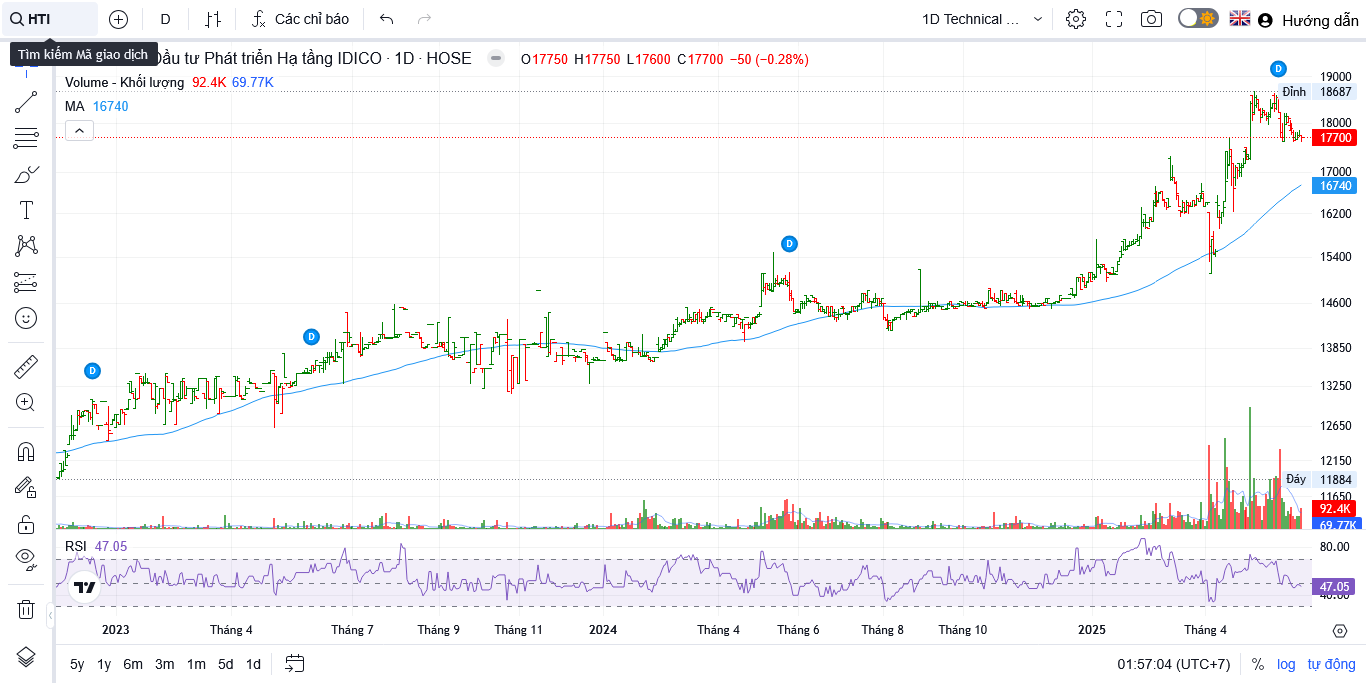 HTI D Các chỉ báo 1D Technical ... Hướng dẫn
Tìm kiếm Mã giao dịch
Đầu tư Phát triển Hạ tầng IDICO · 1D · HOSE O17750 H17750 L17600 C17700 −50 (−0.28%)
Volume - Khối lượng 92.4K 69.77K
MA 16740
D
D
D
D
19000
Đỉnh 18687
18000
17700
17000
16740
16200
15400
14600
13850
13250
12650
12150
Đáy 11884
11650
92.4K
69.77K
RSI 47.05
80.00
47.05
40.00
2023 Tháng 4 Tháng 7 Tháng 9 Tháng 11 2024 Tháng 4 Tháng 6 Tháng 8 Tháng 10 2025 Tháng 4
5y 1y 6m 3m 1m 5d 1d 01:57:04 (UTC+7) % log tự động